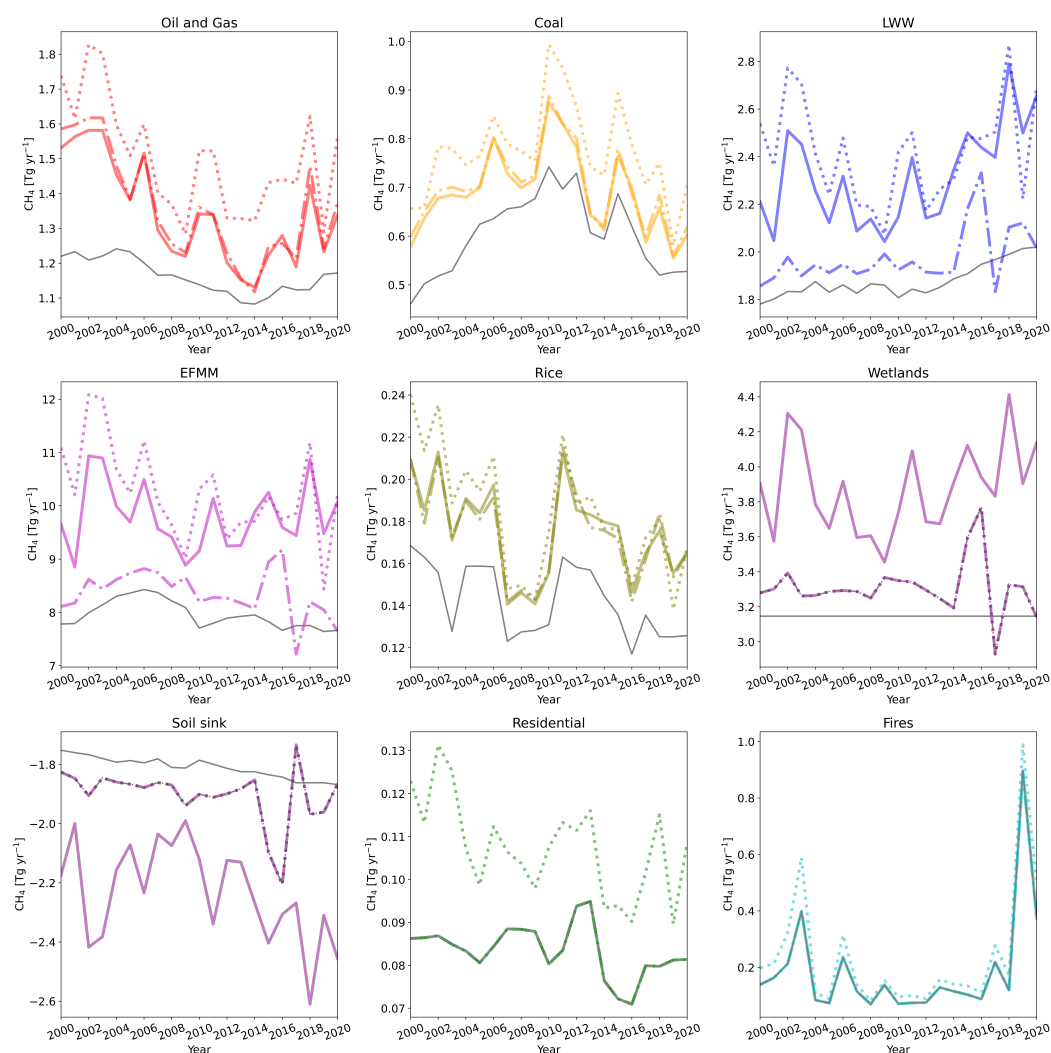 Oil and Gas
Coal
LWW
CH₄ [Tg yr⁻¹]
1.8
1.7
1.6
1.5
1.4
1.3
1.2
1.1
2000 2002 2004 2006 2008 2010 2012 2014 2016 2018 2020
Year
CH₄ [Tg yr⁻¹]
1.0
0.9
0.8
0.7
0.6
0.5
2000 2002 2004 2006 2008 2010 2012 2014 2016 2018 2020
Year
CH₄ [Tg yr⁻¹]
2.8
2.6
2.4
2.2
2.0
1.8
2000 2002 2004 2006 2008 2010 2012 2014 2016 2018 2020
Year
EFMM
Rice
Wetlands
CH₄ [Tg yr⁻¹]
12
11
10
9
8
7
2000 2002 2004 2006 2008 2010 2012 2014 2016 2018 2020
Year
CH₄ [Tg yr⁻¹]
0.24
0.22
0.20
0.18
0.16
0.14
0.12
2000 2002 2004 2006 2008 2010 2012 2014 2016 2018 2020
Year
CH₄ [Tg yr⁻¹]
4.4
4.2
4.0
3.8
3.6
3.4
3.2
3.0
2000 2002 2004 2006 2008 2010 2012 2014 2016 2018 2020
Year
Soil sink
Residential
Fires
CH₄ [Tg yr⁻¹]
−1.8
−2.0
−2.2
−2.4
−2.6
2000 2002 2004 2006 2008 2010 2012 2014 2016 2018 2020
Year
CH₄ [Tg yr⁻¹]
0.13
0.12
0.11
0.10
0.09
0.08
0.07
2000 2002 2004 2006 2008 2010 2012 2014 2016 2018 2020
Year
CH₄ [Tg yr⁻¹]
1.0
0.8
0.6
0.4
0.2
2000 2002 2004 2006 2008 2010 2012 2014 2016 2018 2020
Year